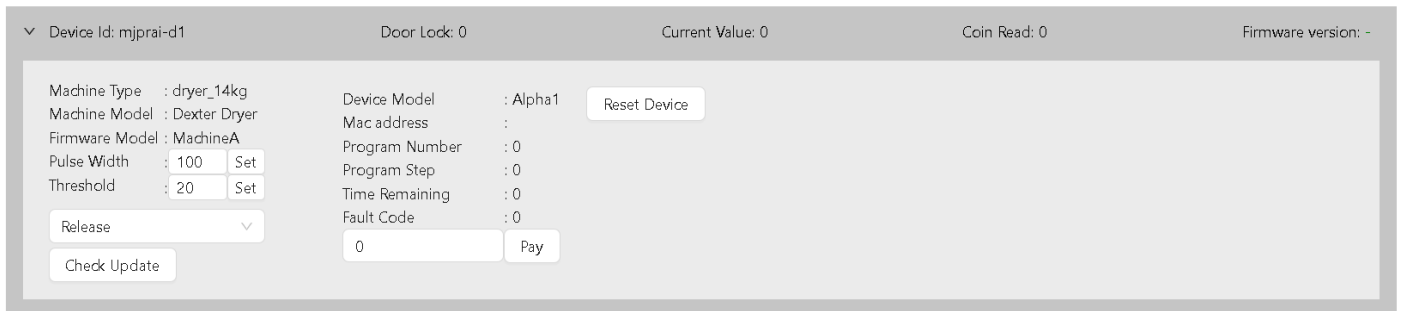 Device Id: mjprai-d1 Door Lock: 0 Current Value: 0 Coin Read: 0 Firmware version: -
Machine Type : dryer_14kg
Machine Model : Dexter Dryer
Firmware Model : MachineA
Pulse Width : 100 Set
Threshold : 20 Set
Release
Check Update
Device Model : Alpha1
Mac address :
Program Number : 0
Program Step : 0
Time Remaining : 0
Fault Code : 0
0 Pay
Reset Device